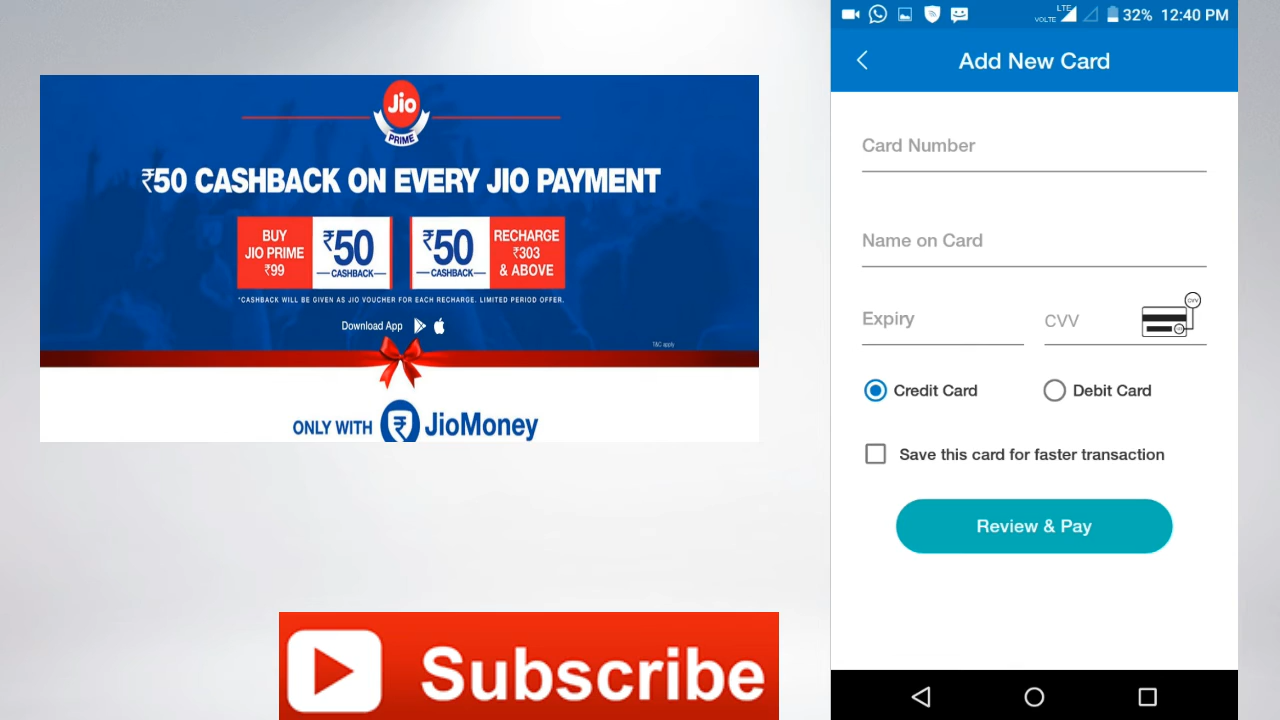 Jio
PRIME
₹50 CASHBACK ON EVERY JIO PAYMENT
BUY
JIO PRIME
₹99
₹50
CASHBACK
₹50
CASHBACK
RECHARGE
₹303
& ABOVE
*CASHBACK WILL BE GIVEN AS JIO VOUCHER FOR EACH RECHARGE. LIMITED PERIOD OFFER.
Download App
T&C apply
ONLY WITH ₹ JioMoney
Subscribe
VOLTE LTE 32% 12:40 PM
Add New Card
Card Number
Name on Card
Expiry
CVV
CVV
Credit Card
Debit Card
Save this card for faster transaction
Review & Pay